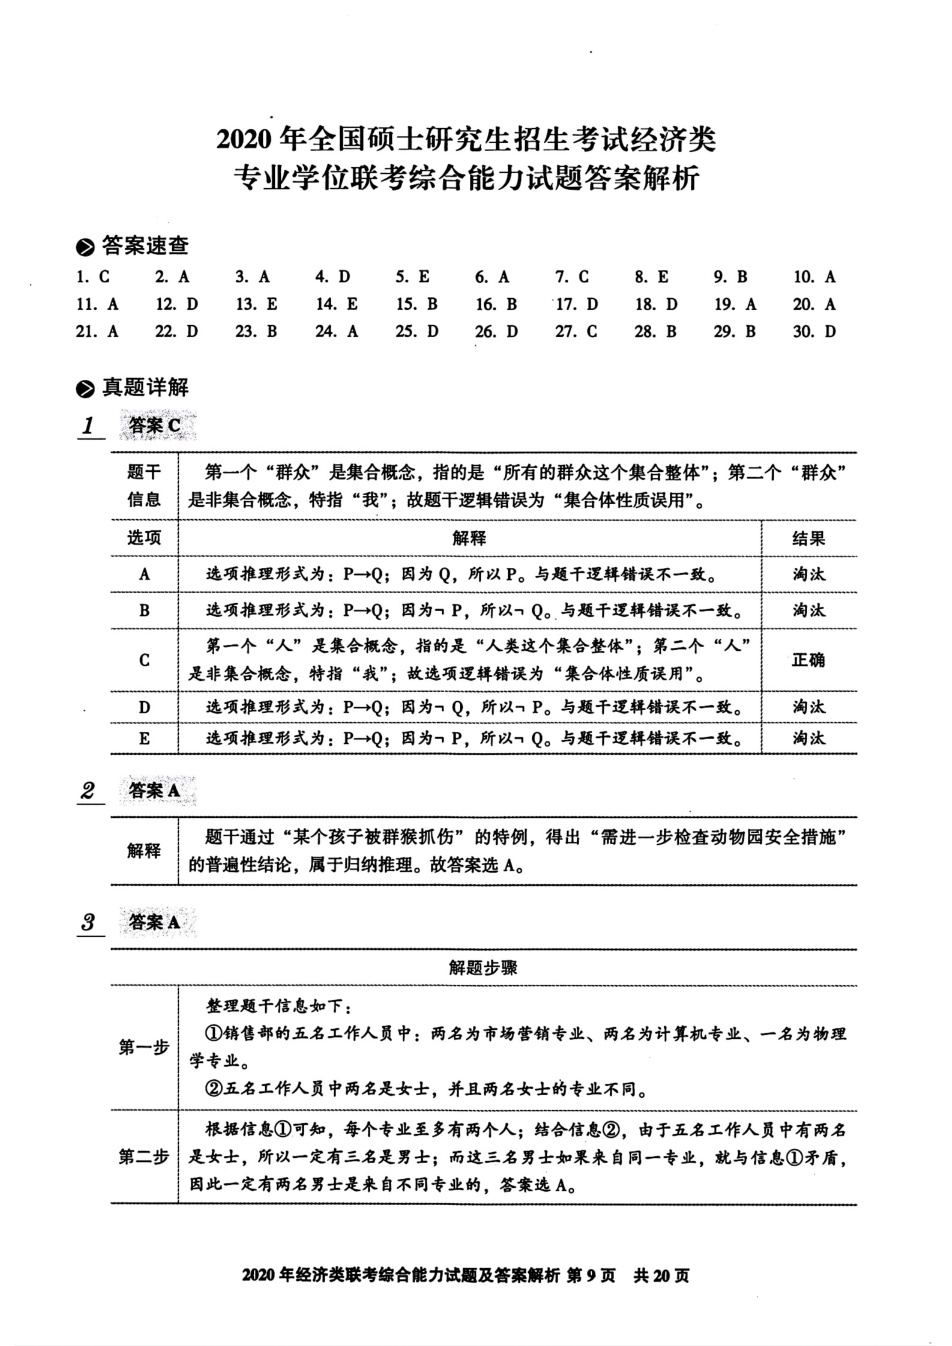 2020 年全国硕士研究生招生考试经济类
专业学位联考综合能力试题答案解析
答案速查
1. C 2. A 3. A 4. D 5. E 6. A 7. C 8. E 9. B 10. A
11. A 12. D 13. E 14. E 15. B 16. B 17. D 18. D 19. A 20. A
21. A 22. D 23. B 24. A 25. D 26. D 27. C 28. B 29. B 30. D
真题详解
1 答案 C
题干信息
第一个“群众”是集合概念，指的是“所有的群众这个集合整体”；第二个“群众”
是非集合概念，特指“我”；故题干逻辑错误为“集合体性质误用”。
选项 解释 结果
A 选项推理形式为：P→Q；因为 Q，所以 P。与题干逻辑错误不一致。 淘汰
B 选项推理形式为：P→Q；因为¬ P，所以¬ Q。与题干逻辑错误不一致。 淘汰
C 第一个“人”是集合概念，指的是“人类这个集合整体”；第二个“人”
是非集合概念，特指“我”；故选项逻辑错误为“集合体性质误用”。 正确
D 选项推理形式为：P→Q；因为¬ Q，所以¬ P。与题干逻辑错误不一致。 淘汰
E 选项推理形式为：P→Q；因为¬ P，所以¬ Q。与题干逻辑错误不一致。 淘汰
2 答案 A
解释
题干通过“某个孩子被群猴抓伤”的特例，得出“需进一步检查动物园安全措施”
的普遍性结论，属于归纳推理。故答案选 A。
3 答案 A
解题步骤
第一步
整理题干信息如下：
①销售部的五名工作人员中：两名为市场营销专业、两名为计算机专业、一名为物理
学专业。
②五名工作人员中两名是女士，并且两名女士的专业不同。
第二步
根据信息①可知，每个专业至多有两个人；结合信息②，由于五名工作人员中有两名
是女士，所以一定有三名是男士；而这三名男士如果来自同一专业，就与信息①矛盾，
因此一定有两名男士是来自不同专业的，答案选 A。
2020 年经济类联考综合能力试题及答案解析 第 9 页 共 20 页